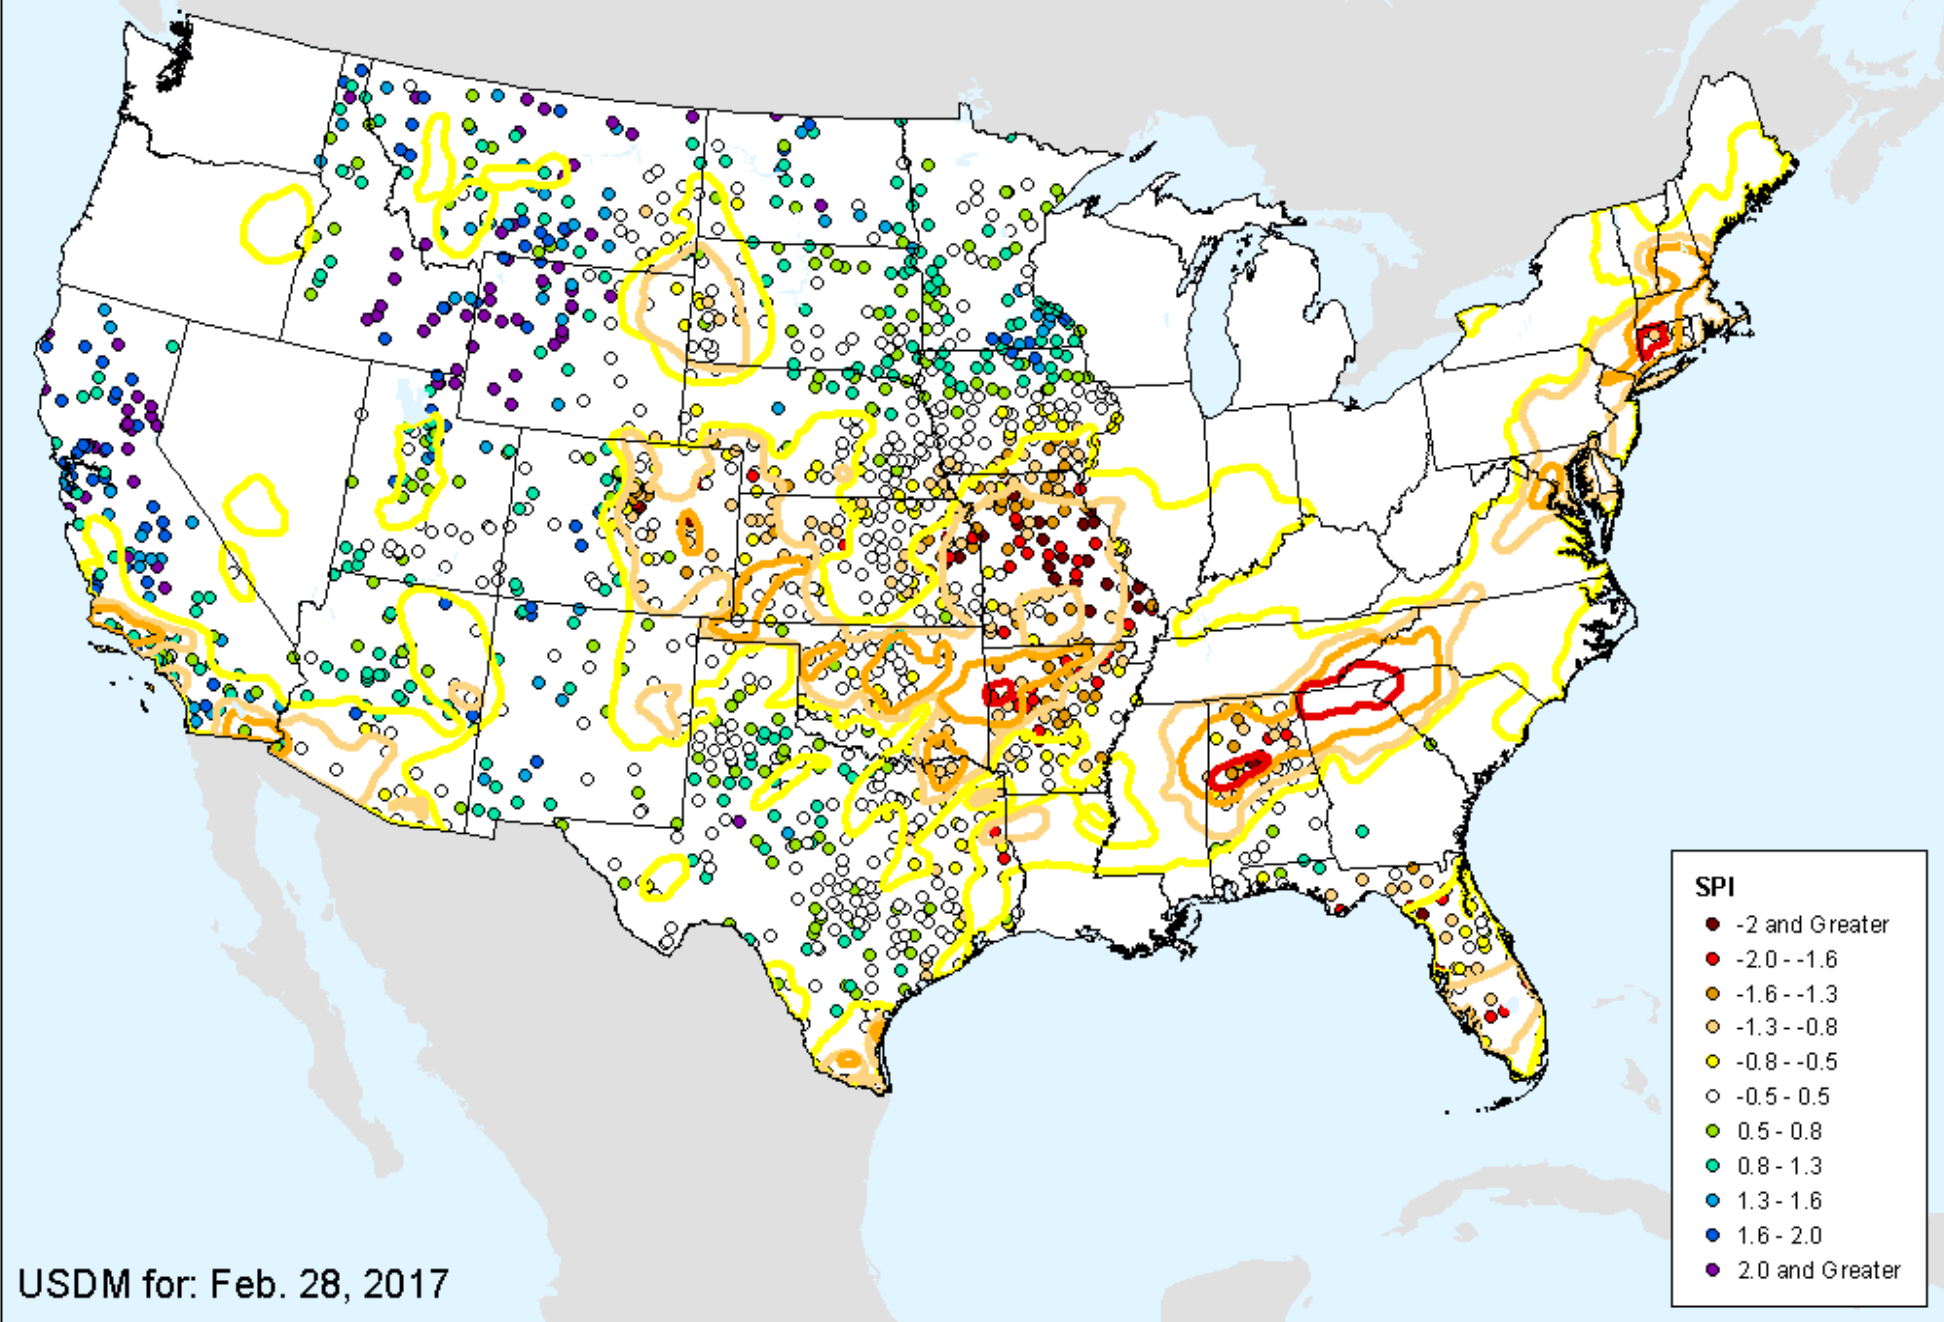 SPI
-2 and Greater
-2.0 - -1.6
-1.6 - -1.3
-1.3 - -0.8
-0.8 - -0.5
-0.5 - 0.5
0.5 - 0.8
0.8 - 1.3
1.3 - 1.6
1.6 - 2.0
2.0 and Greater
USDM for: Feb. 28, 2017